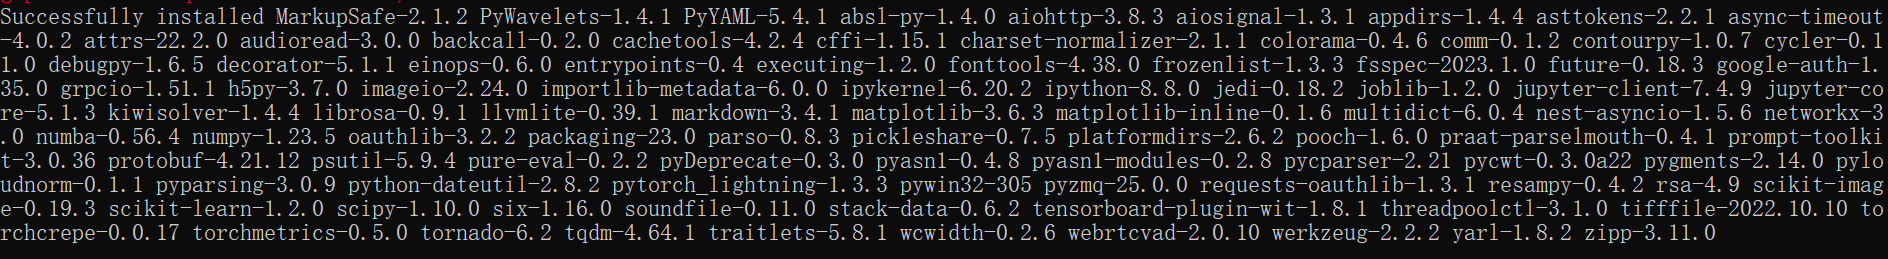 Successfully installed MarkupSafe-2.1.2 PyWavelets-1.4.1 PyYAML-5.4.1 absl-py-1.4.0 aiohttp-3.8.3 aiosignal-1.3.1 appdirs-1.4.4 asttokens-2.2.1 async-timeout
-4.0.2 attrs-22.2.0 audioread-3.0.0 backcall-0.2.0 cachetools-4.2.4 cffi-1.15.1 charset-normalizer-2.1.1 colorama-0.4.6 comm-0.1.2 contourpy-1.0.7 cycler-0.1
1.0 debugpy-1.6.5 decorator-5.1.1 einops-0.6.0 entrypoints-0.4 executing-1.2.0 fonttools-4.38.0 frozenlist-1.3.3 fsspec-2023.1.0 future-0.18.3 google-auth-1.
35.0 grpcio-1.51.1 h5py-3.7.0 imageio-2.24.0 importlib-metadata-6.0.0 ipykernel-6.20.2 ipython-8.8.0 jedi-0.18.2 joblib-1.2.0 jupyter-client-7.4.9 jupyter-co
re-5.1.3 kiwisolver-1.4.4 librosa-0.9.1 llvmlite-0.39.1 markdown-3.4.1 matplotlib-3.6.3 matplotlib-inline-0.1.6 multidict-6.0.4 nest-asyncio-1.5.6 networkx-3
.0 numba-0.56.4 numpy-1.23.5 oauthlib-3.2.2 packaging-23.0 parso-0.8.3 pickleshare-0.7.5 platformdirs-2.6.2 pooch-1.6.0 praat-parselmouth-0.4.1 prompt-toolki
t-3.0.36 protobuf-4.21.12 psutil-5.9.4 pure-eval-0.2.2 pyDeprecate-0.3.0 pyasn1-0.4.8 pyasn1-modules-0.2.8 pycparser-2.21 pycwt-0.3.0a22 pygments-2.14.0 pylo
udnorm-0.1.1 pyparsing-3.0.9 python-dateutil-2.8.2 pytorch_lightning-1.3.3 pywin32-305 pyzmq-25.0.0 requests-oauthlib-1.3.1 resampy-0.4.2 rsa-4.9 scikit-imag
e-0.19.3 scikit-learn-1.2.0 scipy-1.10.0 six-1.16.0 soundfile-0.11.0 stack-data-0.6.2 tensorboard-plugin-wit-1.8.1 threadpoolctl-3.1.0 tifffile-2022.10.10 to
rchcrepe-0.0.17 torchmetrics-0.5.0 tornado-6.2 tqdm-4.64.1 traitlets-5.8.1 wcwidth-0.2.6 webrtcvad-2.0.10 werkzeug-2.2.2 yarl-1.8.2 zipp-3.11.0